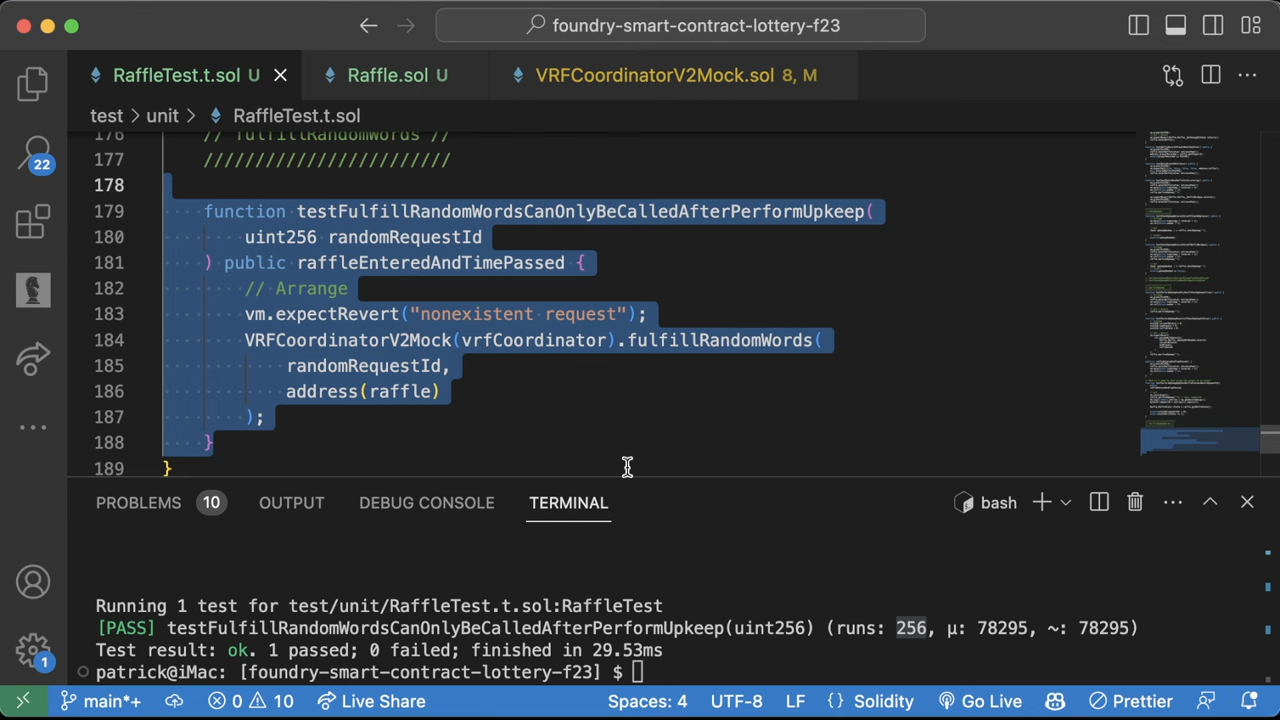 foundry-smart-contract-lottery-f23
RaffleTest.t.sol U
Raffle.sol U
VRFCoordinatorV2Mock.sol 8, M
test > unit > RaffleTest.t.sol
22
176 // fulfillRandomWords //
177 ////////////////////////
178
179 function testFulfillRandomWordsCanOnlyBeCalledAfterPerformUpkeep(
180 uint256 randomRequestId
181 ) public raffleEnteredAndTimePassed {
182 // Arrange
183 vm.expectRevert("nonexistent request");
184 VRFCoordinatorV2Mock(vrfCoordinator).fulfillRandomWords(
185 randomRequestId,
186 address(raffle)
187 );
188 }
189 }
PROBLEMS 10 OUTPUT DEBUG CONSOLE TERMINAL bash
Running 1 test for test/unit/RaffleTest.t.sol:RaffleTest
[PASS] testFulfillRandomWordsCanOnlyBeCalledAfterPerformUpkeep(uint256) (runs: 256, μ: 78295, ~: 78295)
Test result: ok. 1 passed; 0 failed; finished in 29.53ms
patrick@iMac: [foundry-smart-contract-lottery-f23] $
1
main*+ 0 10 Live Share Spaces: 4 UTF-8 LF {} Solidity Go Live Prettier